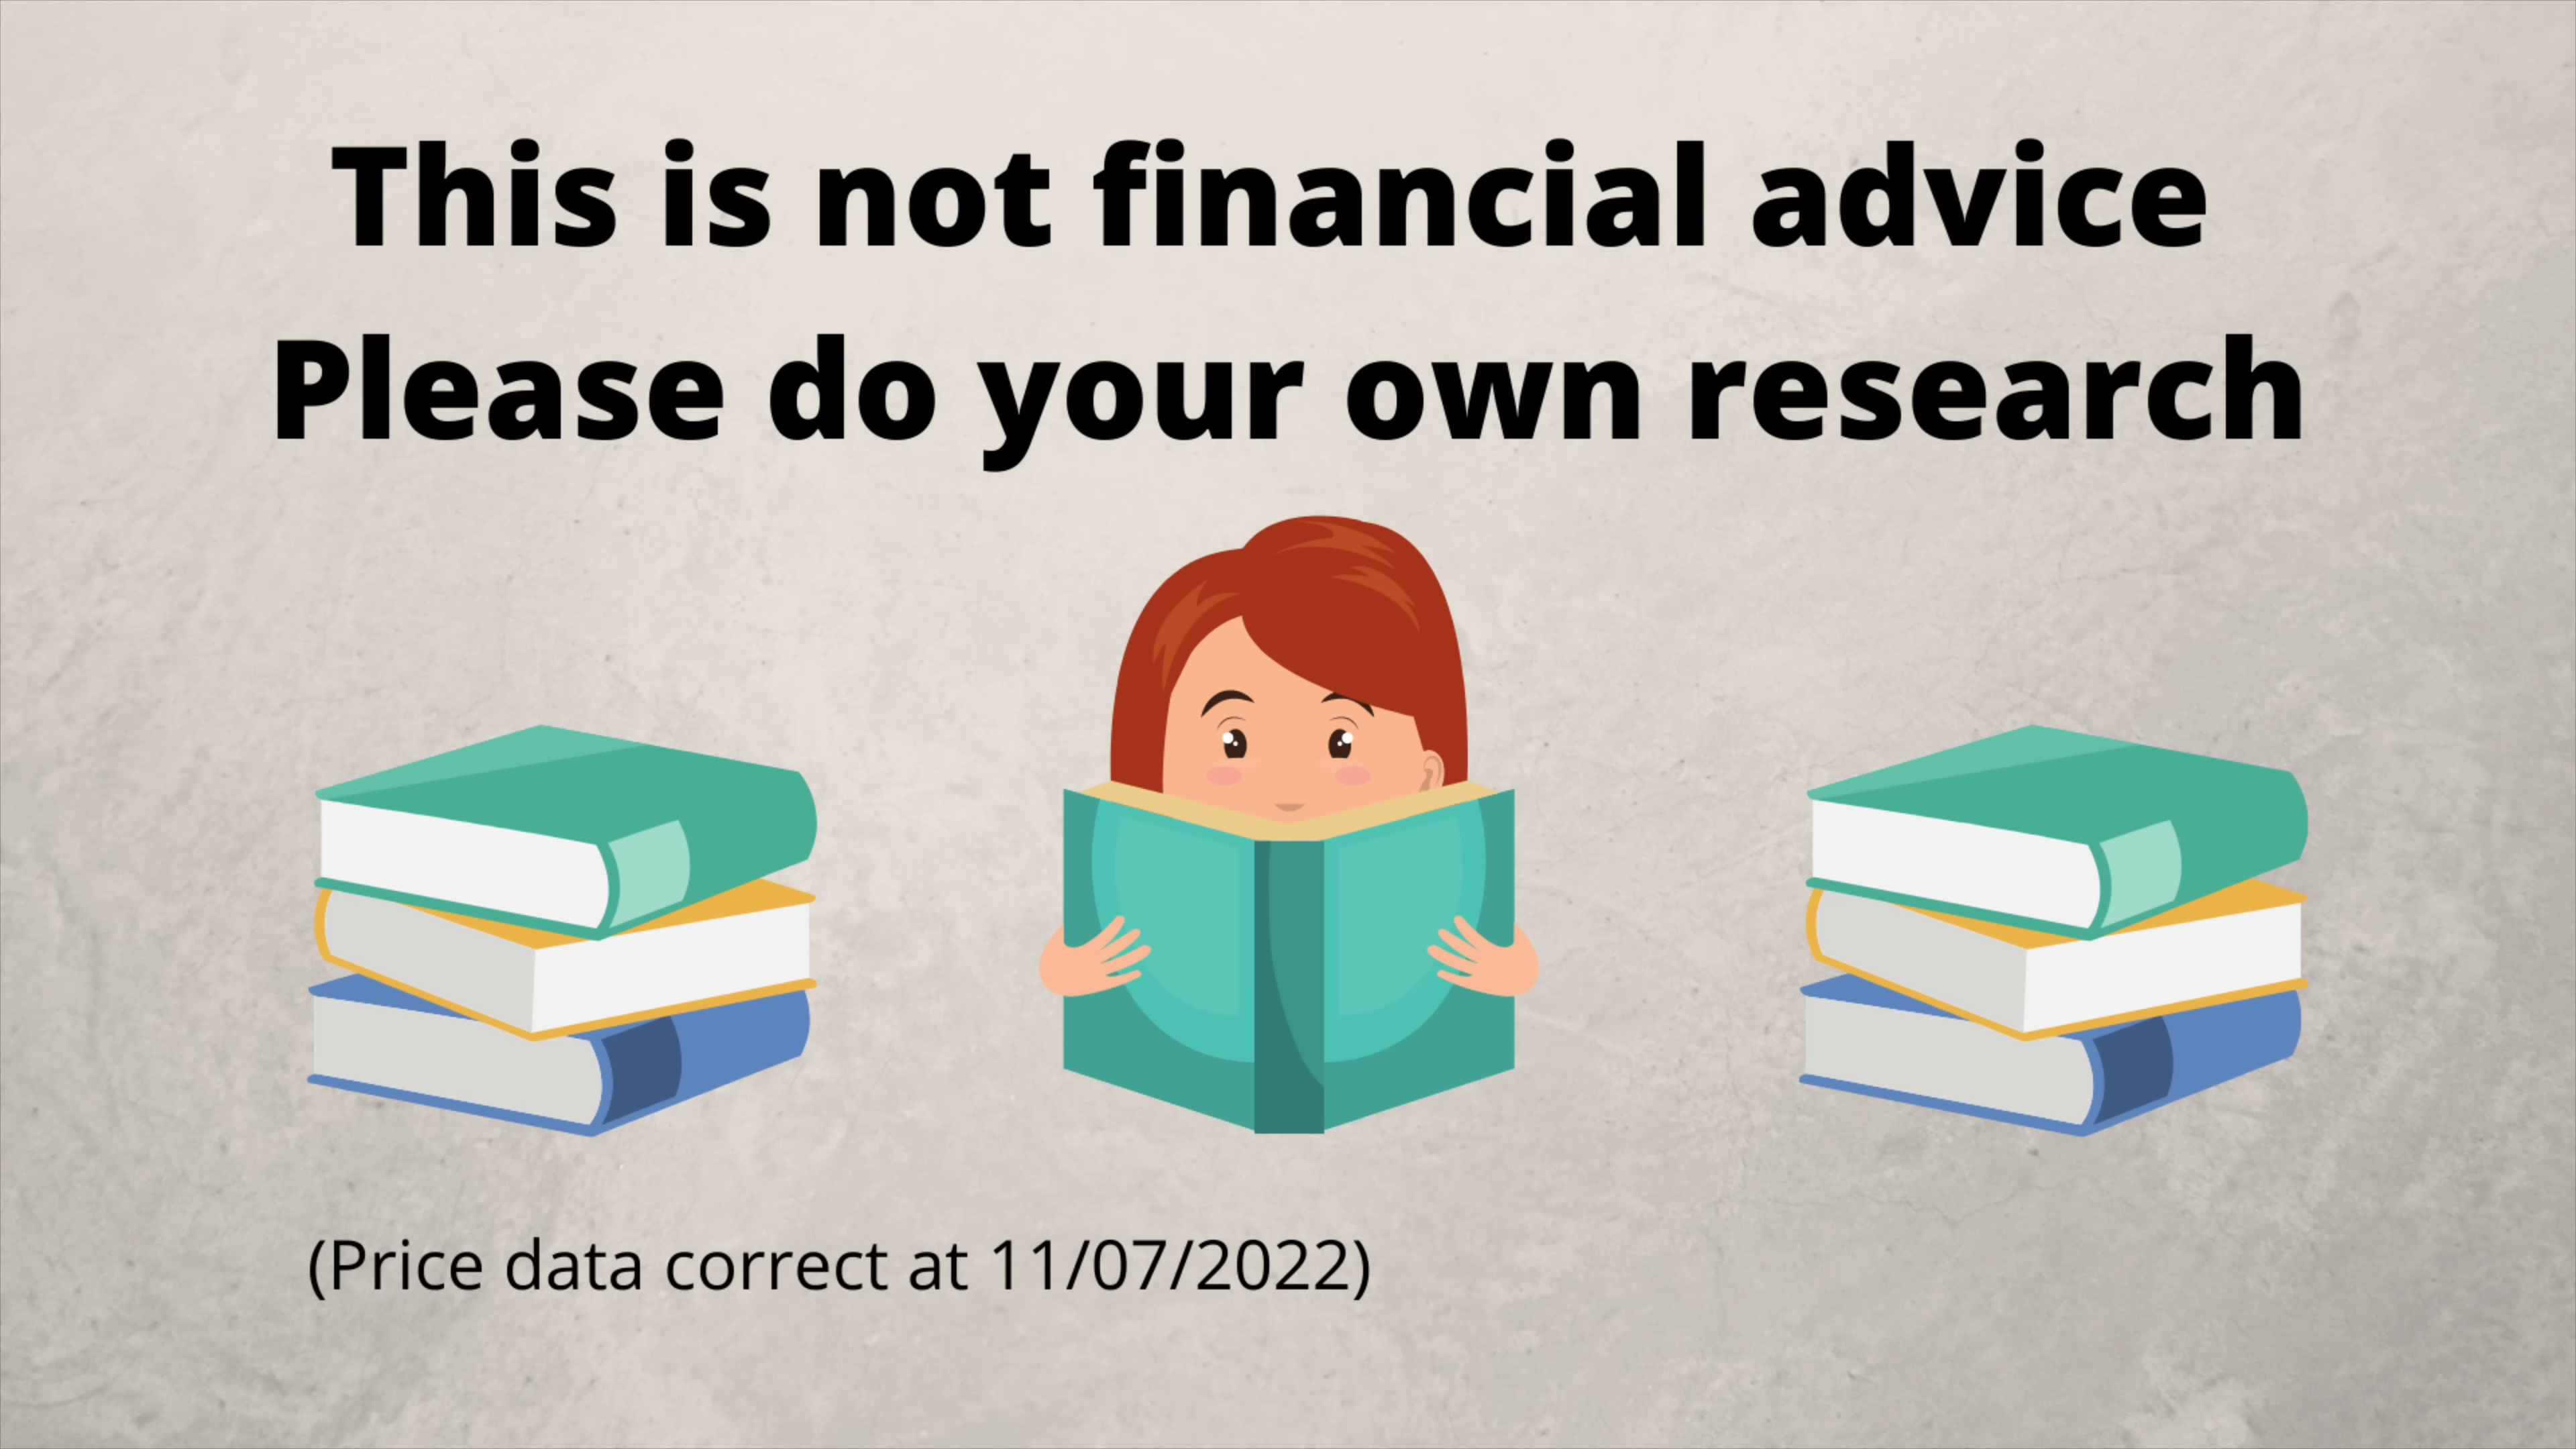 This is not financial advice
Please do your own research
(Price data correct at 11/07/2022)